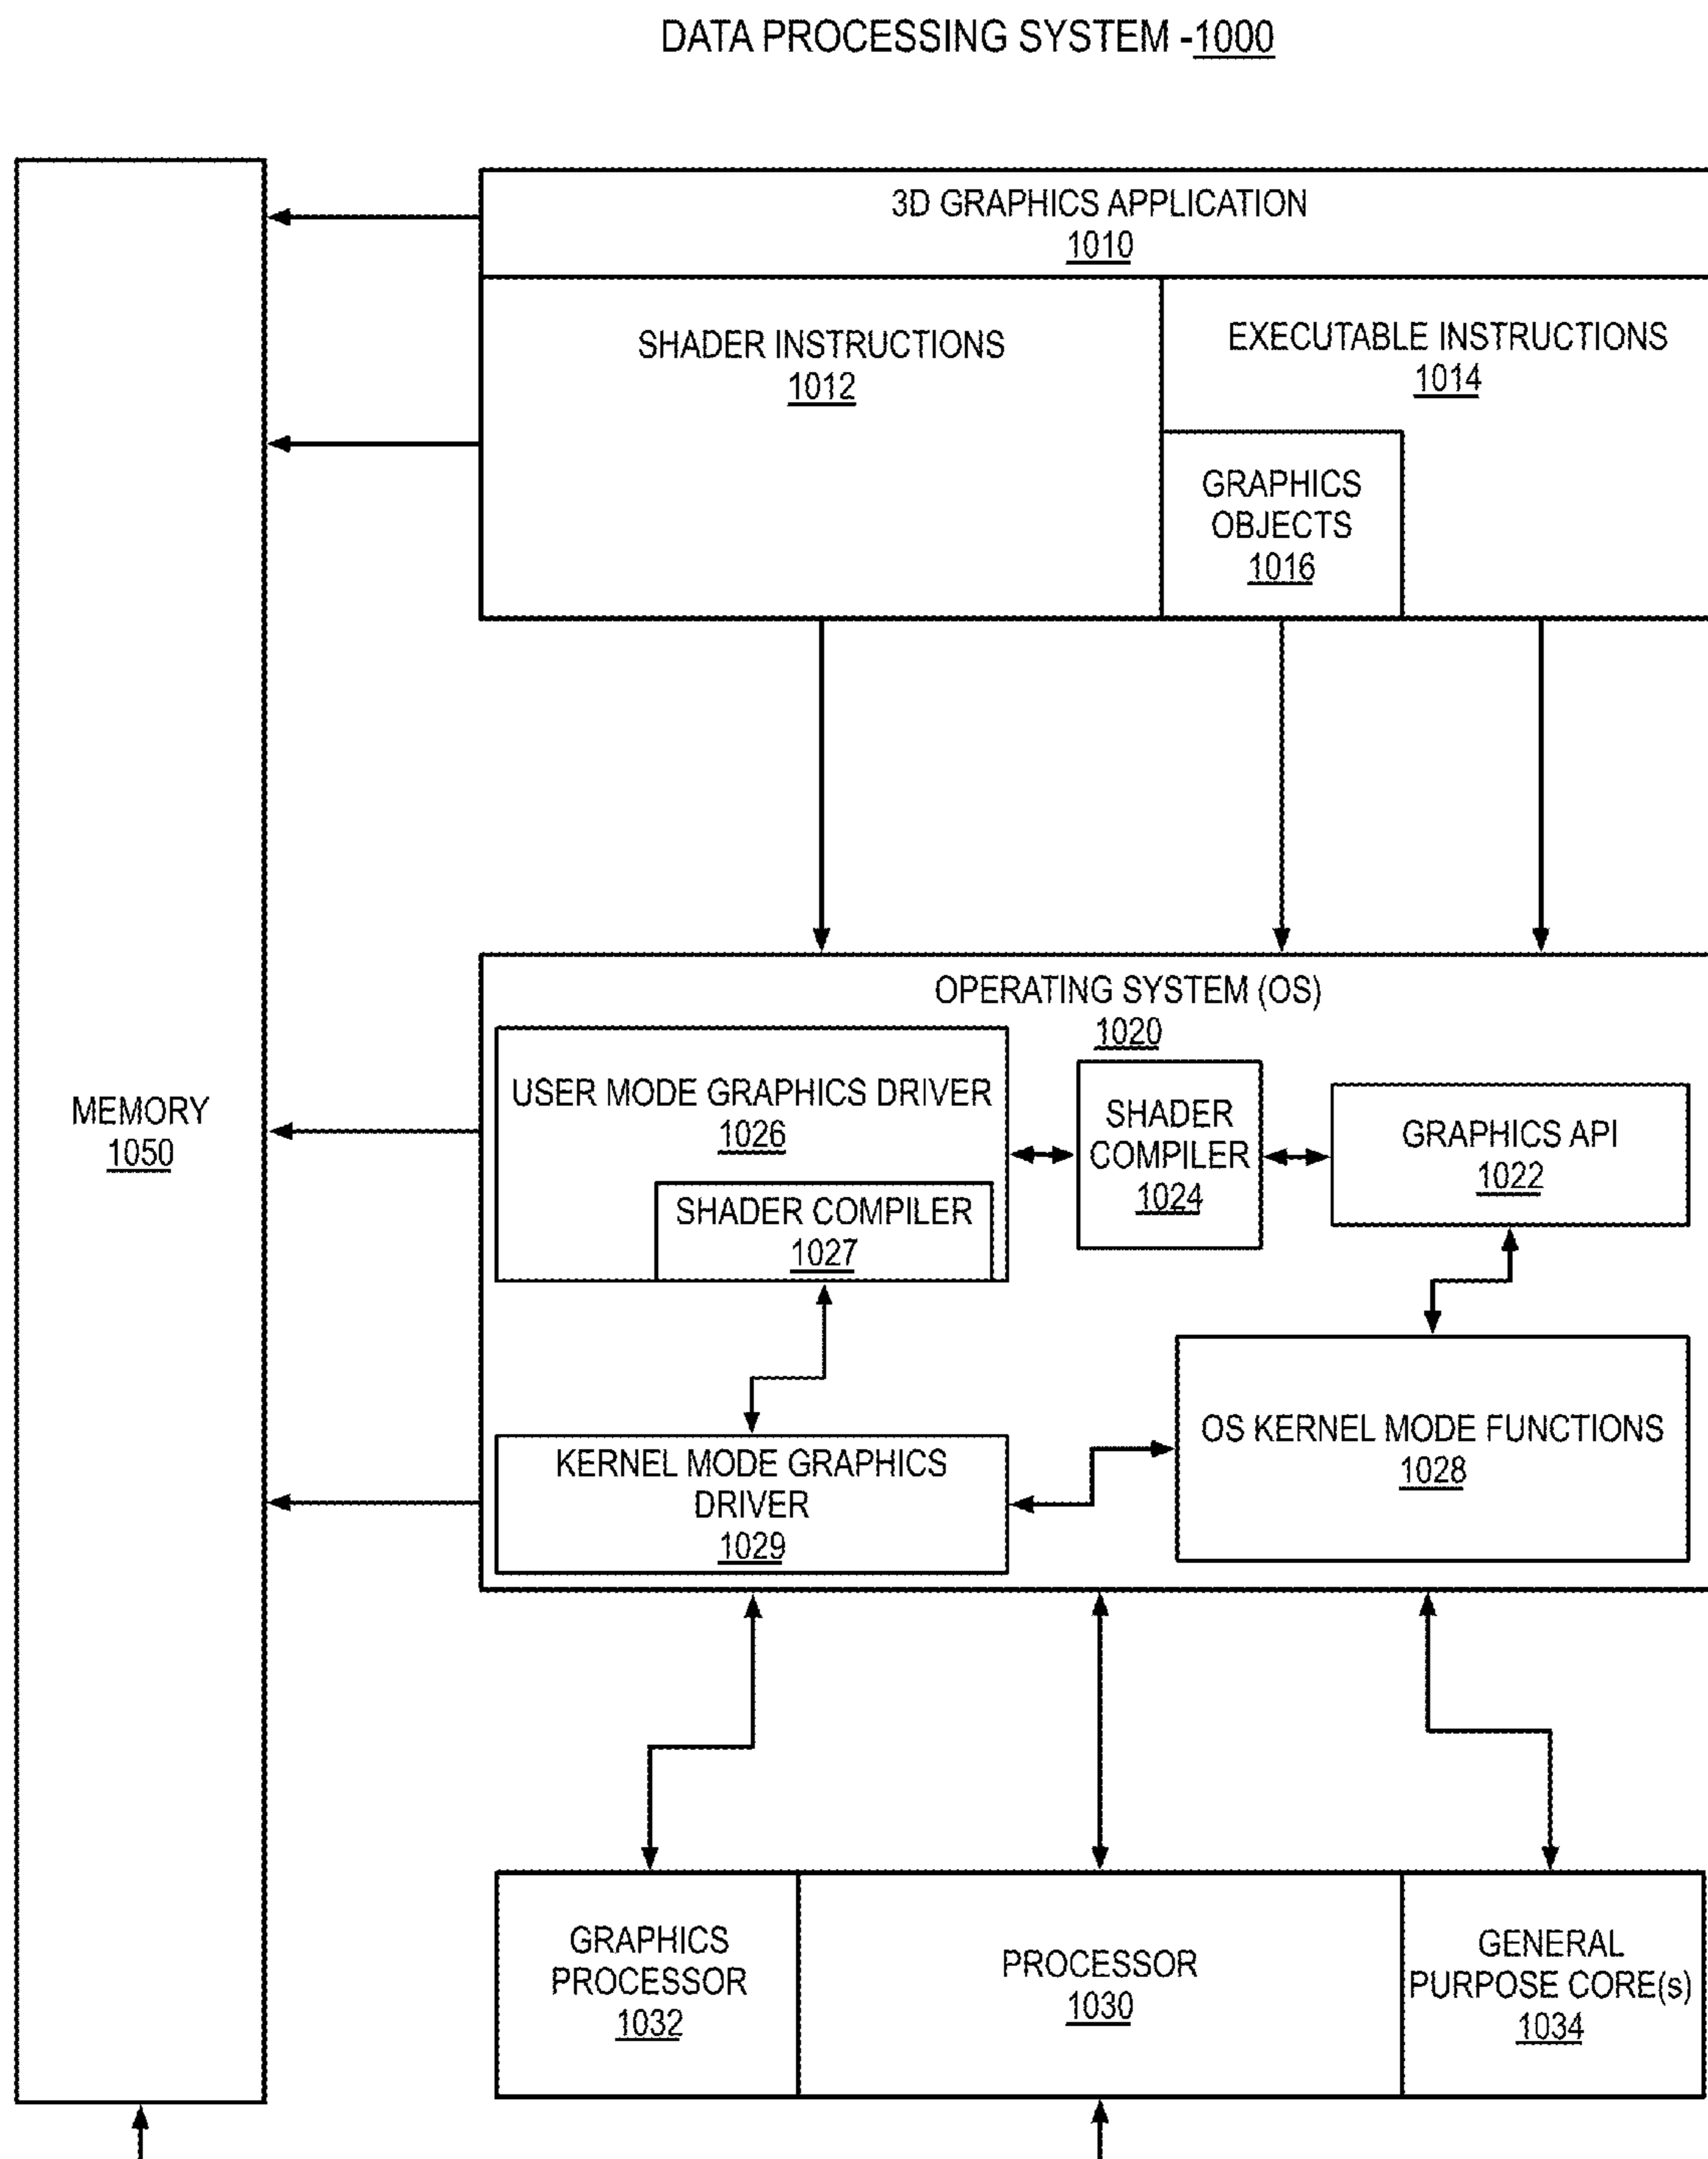 DATA PROCESSING SYSTEM -1000
3D GRAPHICS APPLICATION
1010
SHADER INSTRUCTIONS
1012
EXECUTABLE INSTRUCTIONS
1014
GRAPHICS
OBJECTS
1016
MEMORY
1050
OPERATING SYSTEM (OS)
1020
USER MODE GRAPHICS DRIVER
1026
SHADER COMPILER
1027
SHADER
COMPILER
1024
GRAPHICS API
1022
KERNEL MODE GRAPHICS
DRIVER
1029
OS KERNEL MODE FUNCTIONS
1028
GRAPHICS
PROCESSOR
1032
PROCESSOR
1030
GENERAL
PURPOSE CORE(s)
1034